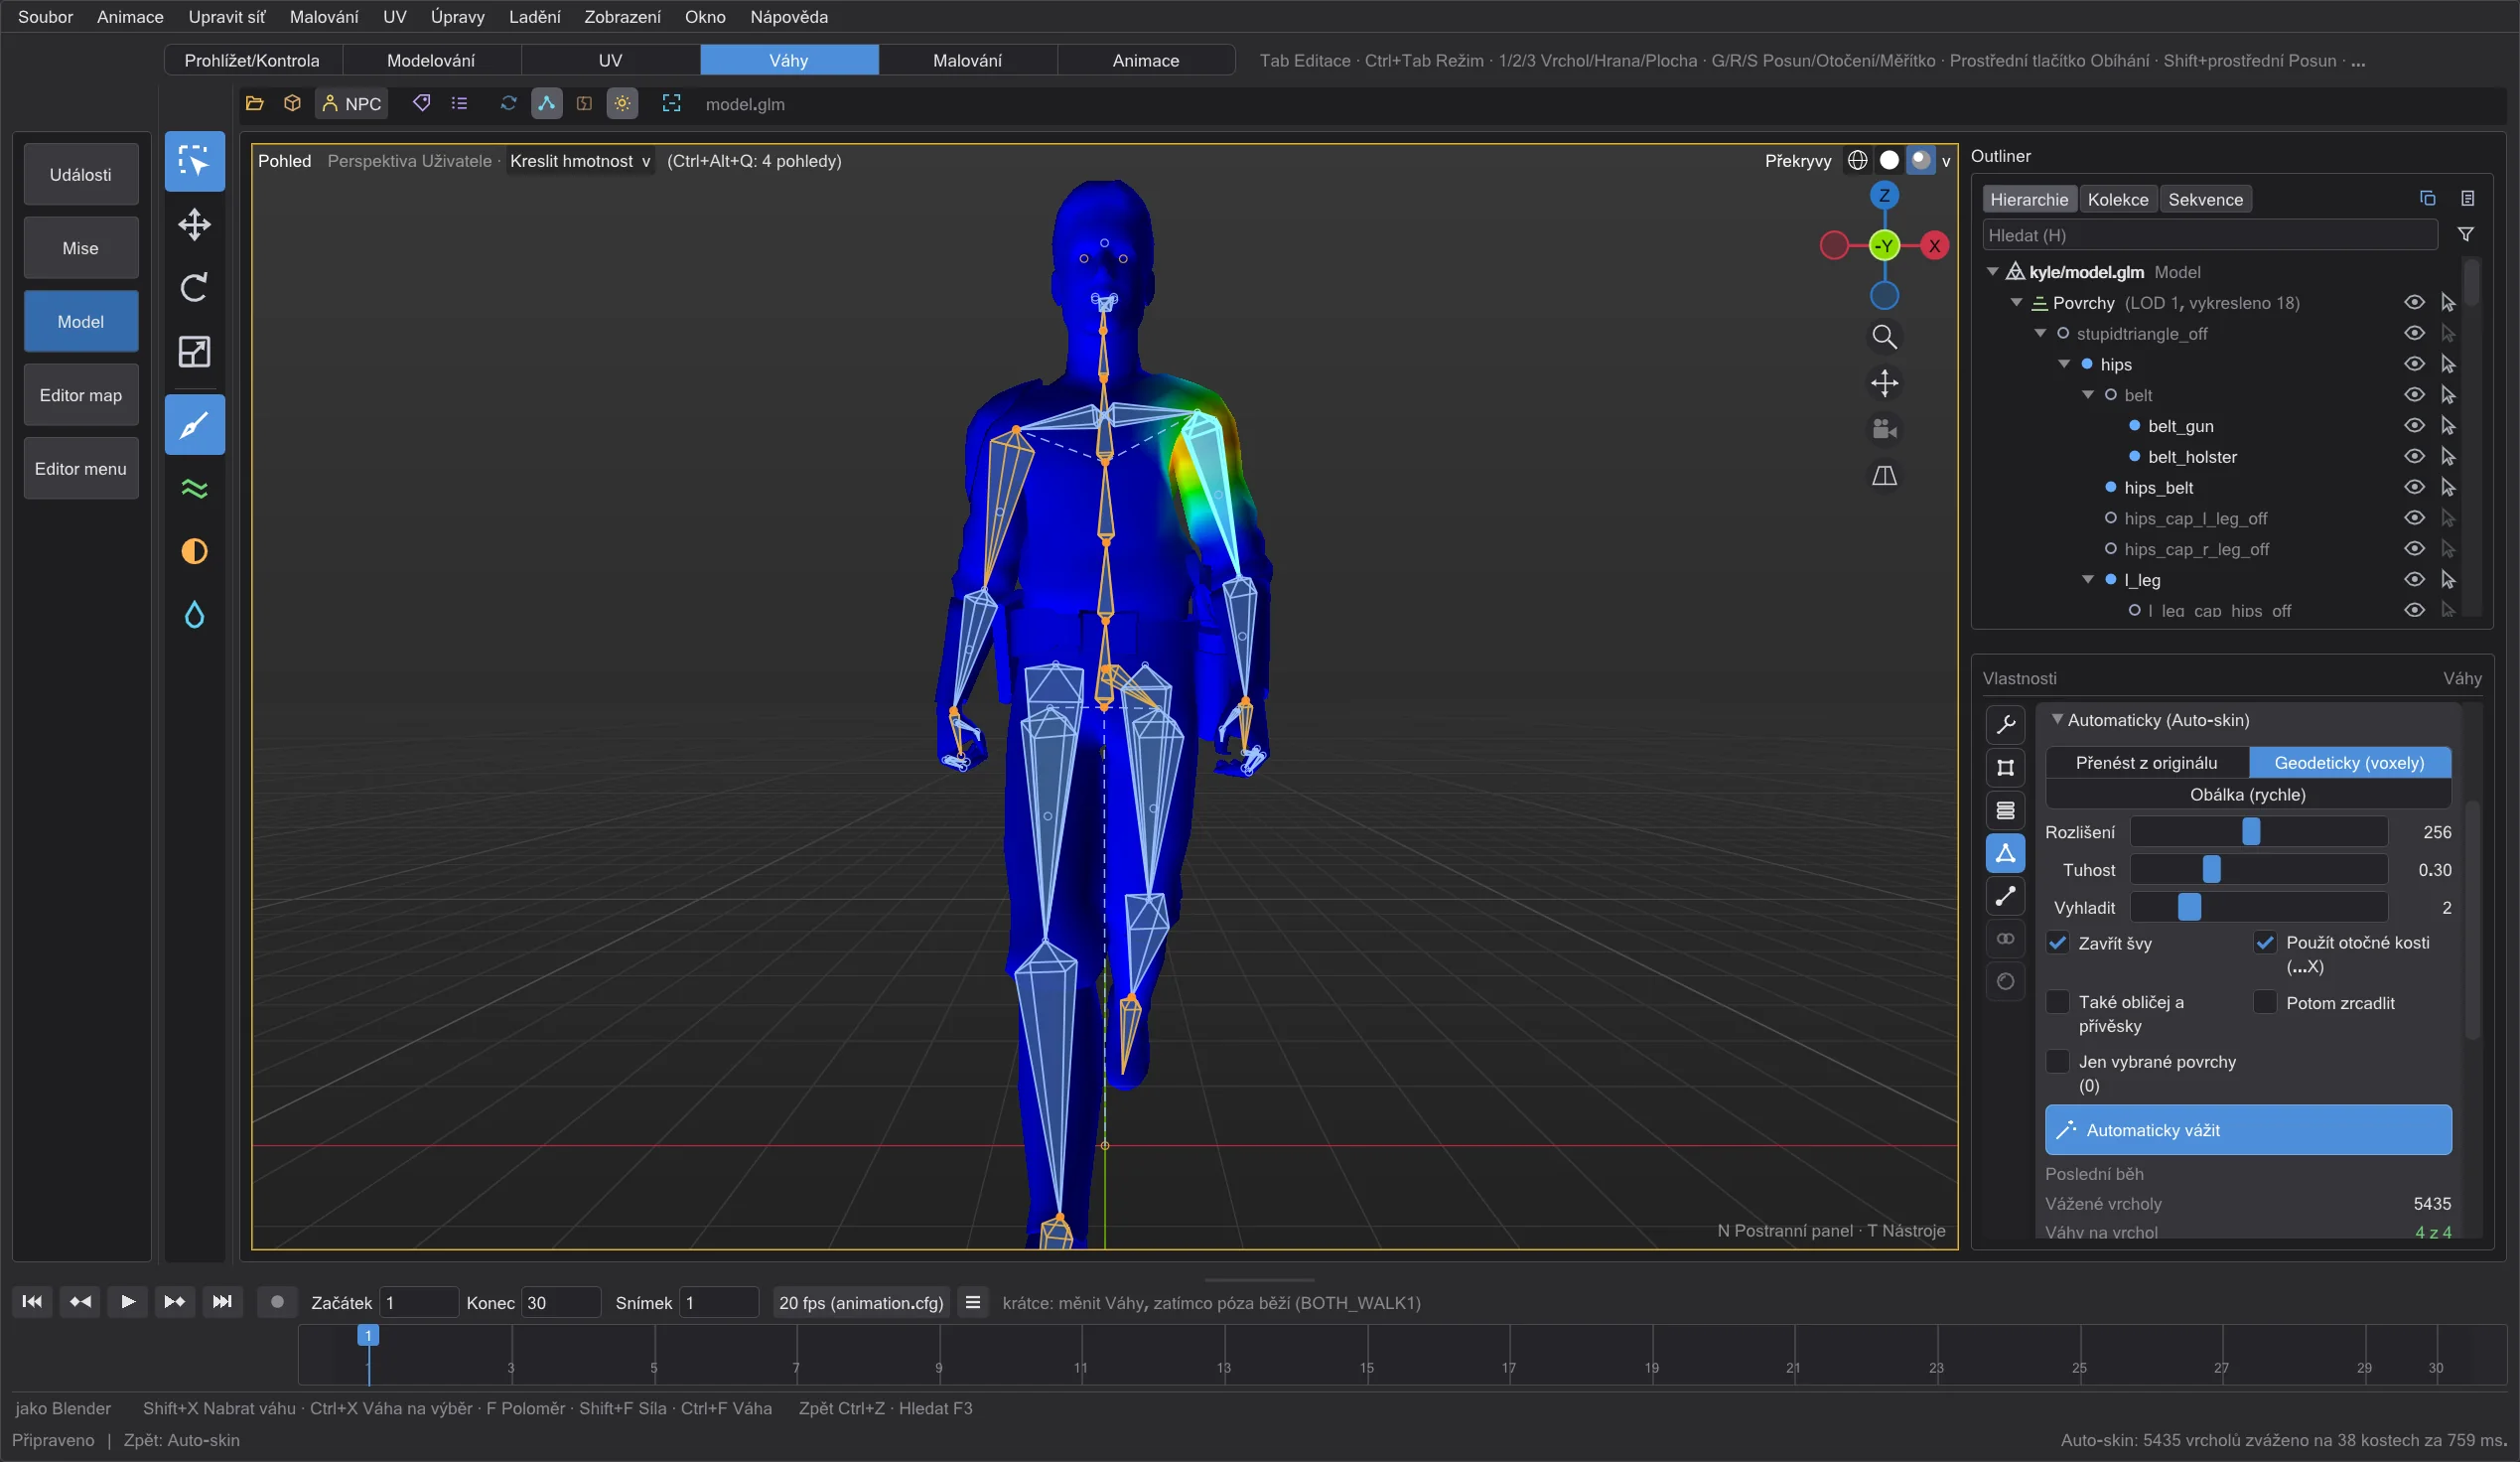 Soubor Animace Upravit síť Malování UV Úpravy Ladění Zobrazení Okno Nápověda
Prohlížet/Kontrola Modelování UV Váhy Malování Animace Tab Editace · Ctrl+Tab Režim · 1/2/3 Vrchol/Hrana/Plocha · G/R/S Posun/Otočení/Měřítko · Prostřední tlačítko Obíhání · Shift+prostřední Posun · ...
NPC model.glm
Události
Mise
Model
Editor map
Editor menu
Pohled Perspektiva Uživatele · Kreslit hmotnost v (Ctrl+Alt+Q: 4 pohledy) Překryvy v
Z
-Y X
N Postranní panel · T Nástroje
Outliner
Hierarchie Kolekce Sekvence
Hledat (H)
kyle/model.glm Model
Povrchy (LOD 1, vykresleno 18)
stupidtriangle_off
hips
belt
belt_gun
belt_holster
hips_belt
hips_cap_l_leg_off
hips_cap_r_leg_off
l_leg
l_leg_cap_hips_off
Vlastnosti Váhy
Automaticky (Auto-skin)
Přenést z originálu Geodeticky (voxely)
Obálka (rychle)
Rozlišení 256
Tuhost 0.30
Vyhladit 2
Zavřít švy Použít otočné kosti
(...X)
Také obličej a Potom zrcadlit
přívěsky
Jen vybrané povrchy
(0)
Automaticky vážit
Poslední běh
Vážené vrcholy 5435
Váhy na vrchol 4 z 4
Začátek 1 Konec 30 Snímek 1 20 fps (animation.cfg) krátce: měnit Váhy, zatímco póza běží (BOTH_WALK1)
1
1 3 5 7 9 11 13 15 17 19 21 23 25 27 29 30
jako Blender Shift+X Nabrat váhu · Ctrl+X Váha na výběr · F Poloměr · Shift+F Síla · Ctrl+F Váha Zpět Ctrl+Z · Hledat F3
Připraveno | Zpět: Auto-skin Auto-skin: 5435 vrcholů zváženo na 38 kostech za 759 ms.